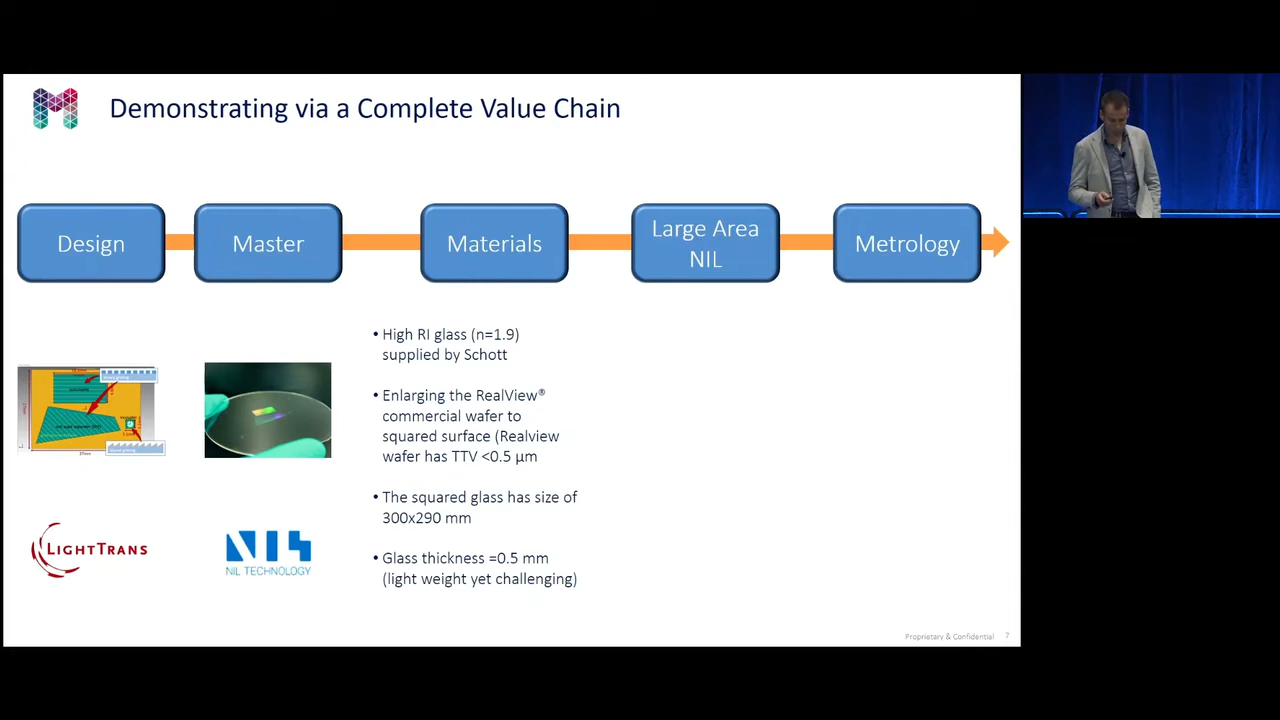 Demonstrating via a Complete Value Chain
Design
Master
Materials
Large Area
NIL
Metrology
• High RI glass (n=1.9)
supplied by Schott
• Enlarging the RealView®
commercial wafer to
squared surface (Realview
wafer has TTV <0.5 µm
• The squared glass has size of
300x290 mm
• Glass thickness =0.5 mm
(light weight yet challenging)
LIGHTTRANS
NIL TECHNOLOGY
Proprietary & Confidential 7